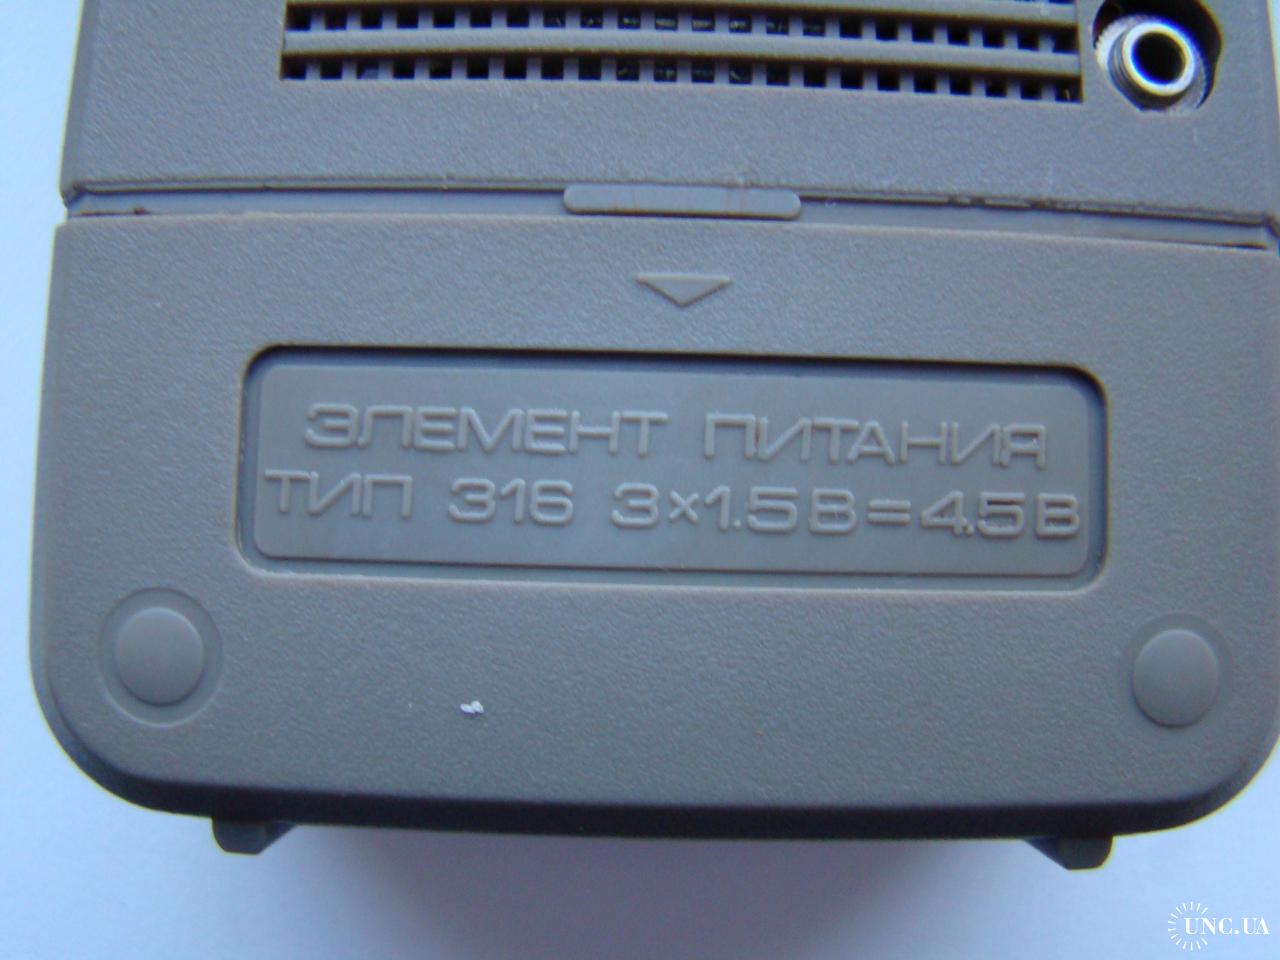 ЭЛЕМЕНТ ПИТАНИЯ
ТИП 316 3×1.5В=4.5В
UNC.UA